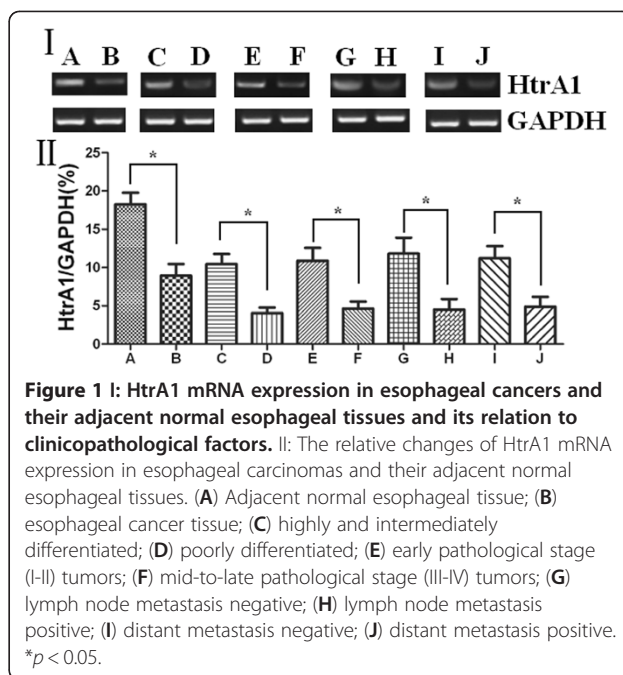 I
A B C D E F G H I J
HtrA1
GAPDH
II
25
20
15
10
5
0
HtrA1/GAPDH(%)
* * * * *
A B C D E F G H I J
Figure 1 I: HtrA1 mRNA expression in esophageal cancers and
their adjacent normal esophageal tissues and its relation to
clinicopathological factors. II: The relative changes of HtrA1 mRNA
expression in esophageal carcinomas and their adjacent normal
esophageal tissues. (A) Adjacent normal esophageal tissue; (B)
esophageal cancer tissue; (C) highly and intermediately
differentiated; (D) poorly differentiated; (E) early pathological stage
(I-II) tumors; (F) mid-to-late pathological stage (III-IV) tumors; (G)
lymph node metastasis negative; (H) lymph node metastasis
positive; (I) distant metastasis negative; (J) distant metastasis positive.
*p < 0.05.